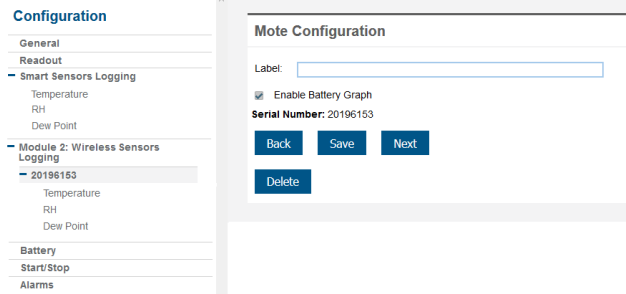 Configuration
General
Readout
Smart Sensors Logging
Temperature
RH
Dew Point
Module 2: Wireless Sensors
Logging
20196153
Temperature
RH
Dew Point
Battery
Start/Stop
Alarms
Mote Configuration
Label:
Enable Battery Graph
Serial Number: 20196153
Back Save Next
Delete